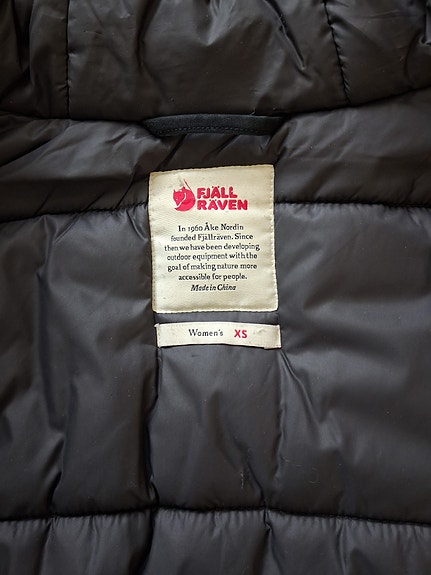 FJÄLL
RÄVEN
In 1960 Åke Nordin
founded Fjällräven. Since
then we have been developing
outdoor equipment with the
goal of making nature more
accessible for people.
Made in China
Women's XS